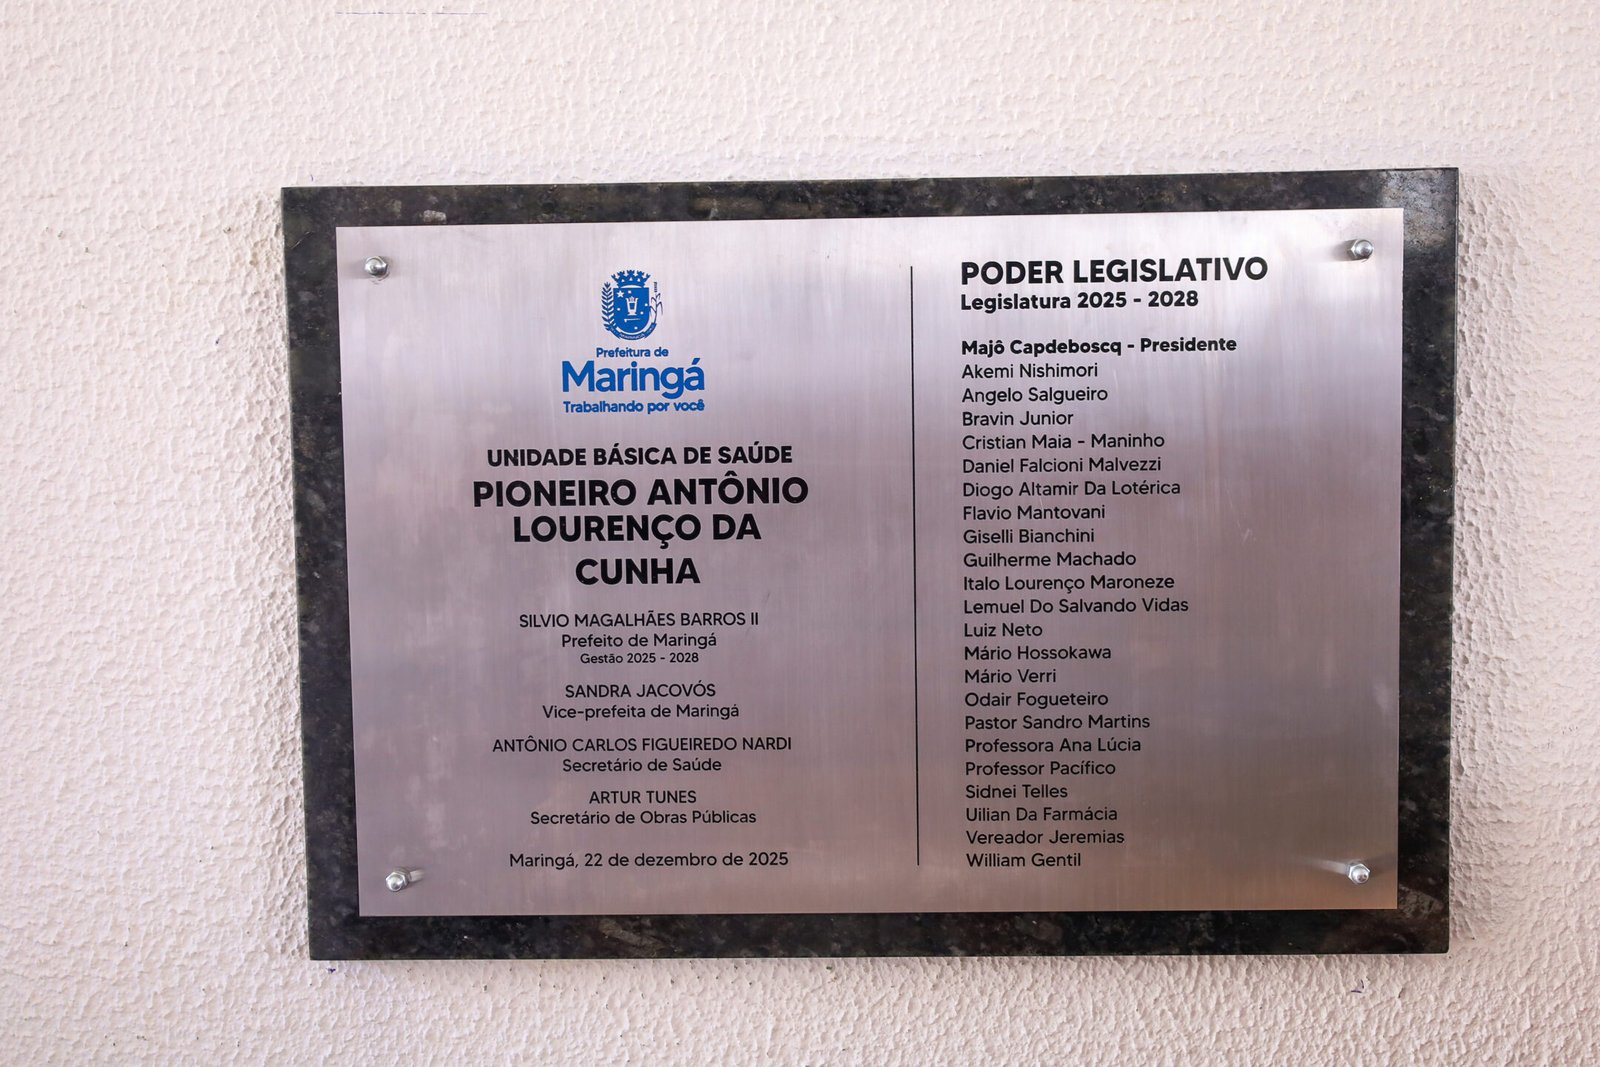 Prefeitura de
Maringá
Trabalhando por você
UNIDADE BÁSICA DE SAÚDE
PIONEIRO ANTÔNIO
LOURENÇO DA
CUNHA
SILVIO MAGALHÃES BARROS II
Prefeito de Maringá
Gestão 2025 - 2028
SANDRA JACOVÓS
Vice-prefeita de Maringá
ANTÔNIO CARLOS FIGUEIREDO NARDI
Secretário de Saúde
ARTUR TUNES
Secretário de Obras Públicas
Maringá, 22 de dezembro de 2025
PODER LEGISLATIVO
Legislatura 2025 - 2028
Majô Capdeboscq - Presidente
Akemi Nishimori
Angelo Salgueiro
Bravin Junior
Cristian Maia - Maninho
Daniel Falcioni Malvezzi
Diogo Altamir Da Lotérica
Flavio Mantovani
Giselli Bianchini
Guilherme Machado
Italo Lourenço Maroneze
Lemuel Do Salvando Vidas
Luiz Neto
Mário Hossokawa
Mário Verri
Odair Fogueteiro
Pastor Sandro Martins
Professora Ana Lúcia
Professor Pacífico
Sidnei Telles
Uilian Da Farmácia
Vereador Jeremias
William Gentil